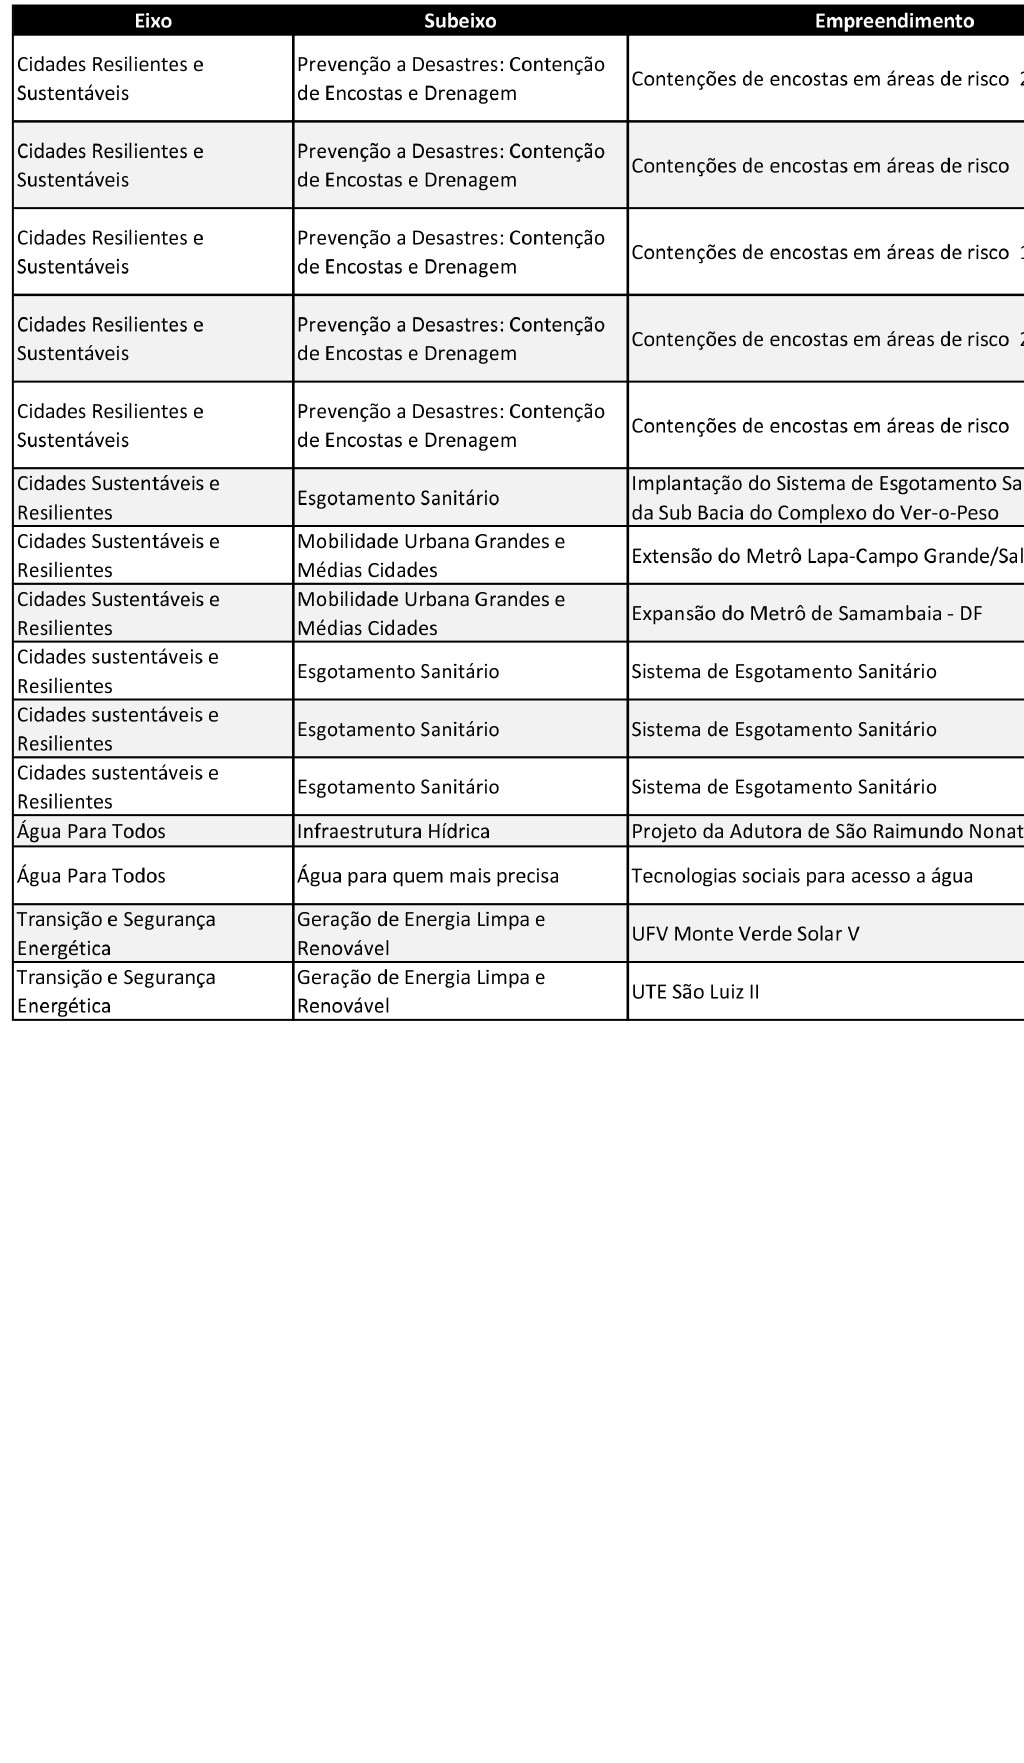 Eixo Subeixo Empreendimento
Cidades Resilientes e
Sustentáveis
Prevenção a Desastres: Contenção
de Encostas e Drenagem
Contenções de encostas em áreas de risco
Cidades Resilientes e
Sustentáveis
Prevenção a Desastres: Contenção
de Encostas e Drenagem
Contenções de encostas em áreas de risco
Cidades Resilientes e
Sustentáveis
Prevenção a Desastres: Contenção
de Encostas e Drenagem
Contenções de encostas em áreas de risco
Cidades Resilientes e
Sustentáveis
Prevenção a Desastres: Contenção
de Encostas e Drenagem
Contenções de encostas em áreas de risco
Cidades Resilientes e
Sustentáveis
Prevenção a Desastres: Contenção
de Encostas e Drenagem
Contenções de encostas em áreas de risco
Cidades Sustentáveis e
Resilientes
Esgotamento Sanitário
Implantação do Sistema de Esgotamento Sa
da Sub Bacia do Complexo do Ver-o-Peso
Cidades Sustentáveis e
Resilientes
Mobilidade Urbana Grandes e
Médias Cidades
Extensão do Metrô Lapa-Campo Grande/Sal
Cidades Sustentáveis e
Resilientes
Mobilidade Urbana Grandes e
Médias Cidades
Expansão do Metrô de Samambaia - DF
Cidades sustentáveis e
Resilientes
Esgotamento Sanitário
Sistema de Esgotamento Sanitário
Cidades sustentáveis e
Resilientes
Esgotamento Sanitário
Sistema de Esgotamento Sanitário
Cidades sustentáveis e
Resilientes
Esgotamento Sanitário
Sistema de Esgotamento Sanitário
Água Para Todos
Infraestrutura Hídrica
Projeto da Adutora de São Raimundo Nonat
Água Para Todos
Água para quem mais precisa
Tecnologias sociais para acesso a água
Transição e Segurança
Energética
Geração de Energia Limpa e
Renovável
UFV Monte Verde Solar V
Transição e Segurança
Energética
Geração de Energia Limpa e
Renovável
UTE São Luiz II